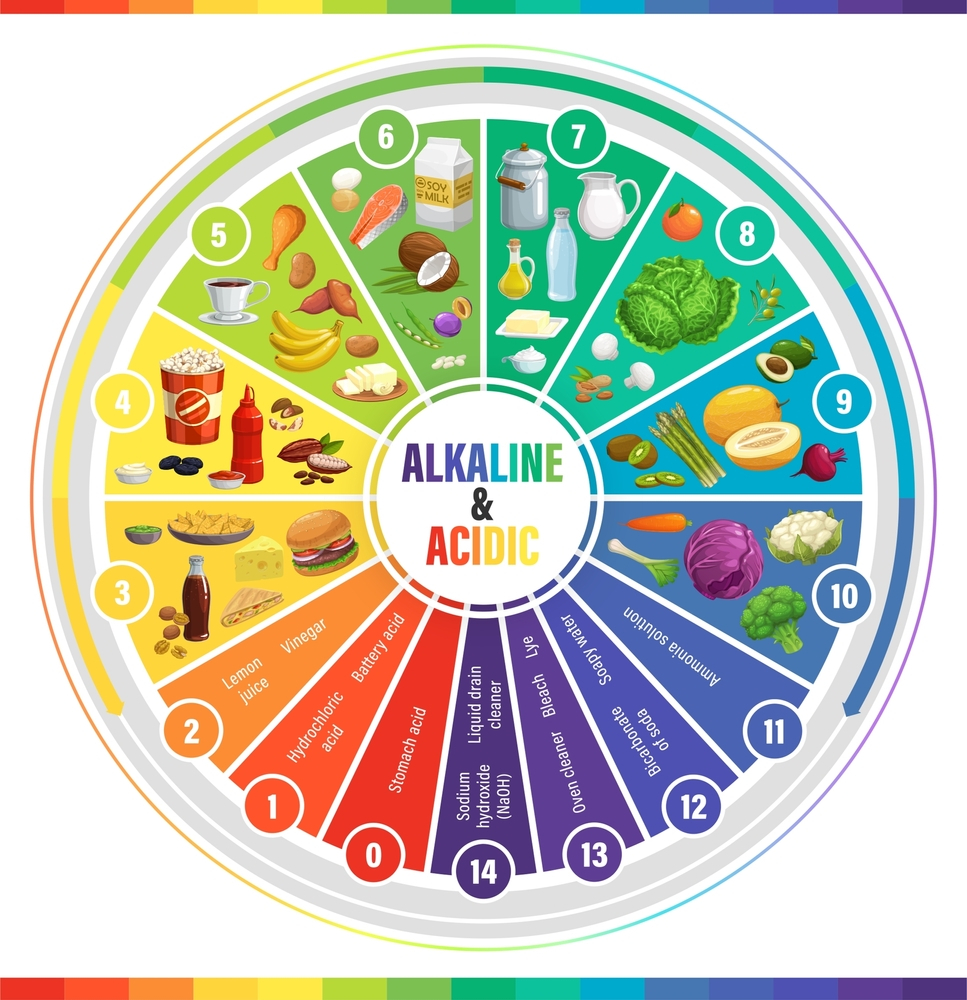 ALKALINE
&
ACIDIC
0
Stomach acid
1
Hydrochloric
acid
Battery acid
2
Lemon
juice
Vinegar
3
4
5
6
SOY
MILK
7
8
9
10
11
Ammonia solution
12
Bicarbonate
of soda
Soapy water
13
Oven cleaner
Bleach
Lye
14
Sodium
hydroxide
(NaOH)
Liquid drain
cleaner